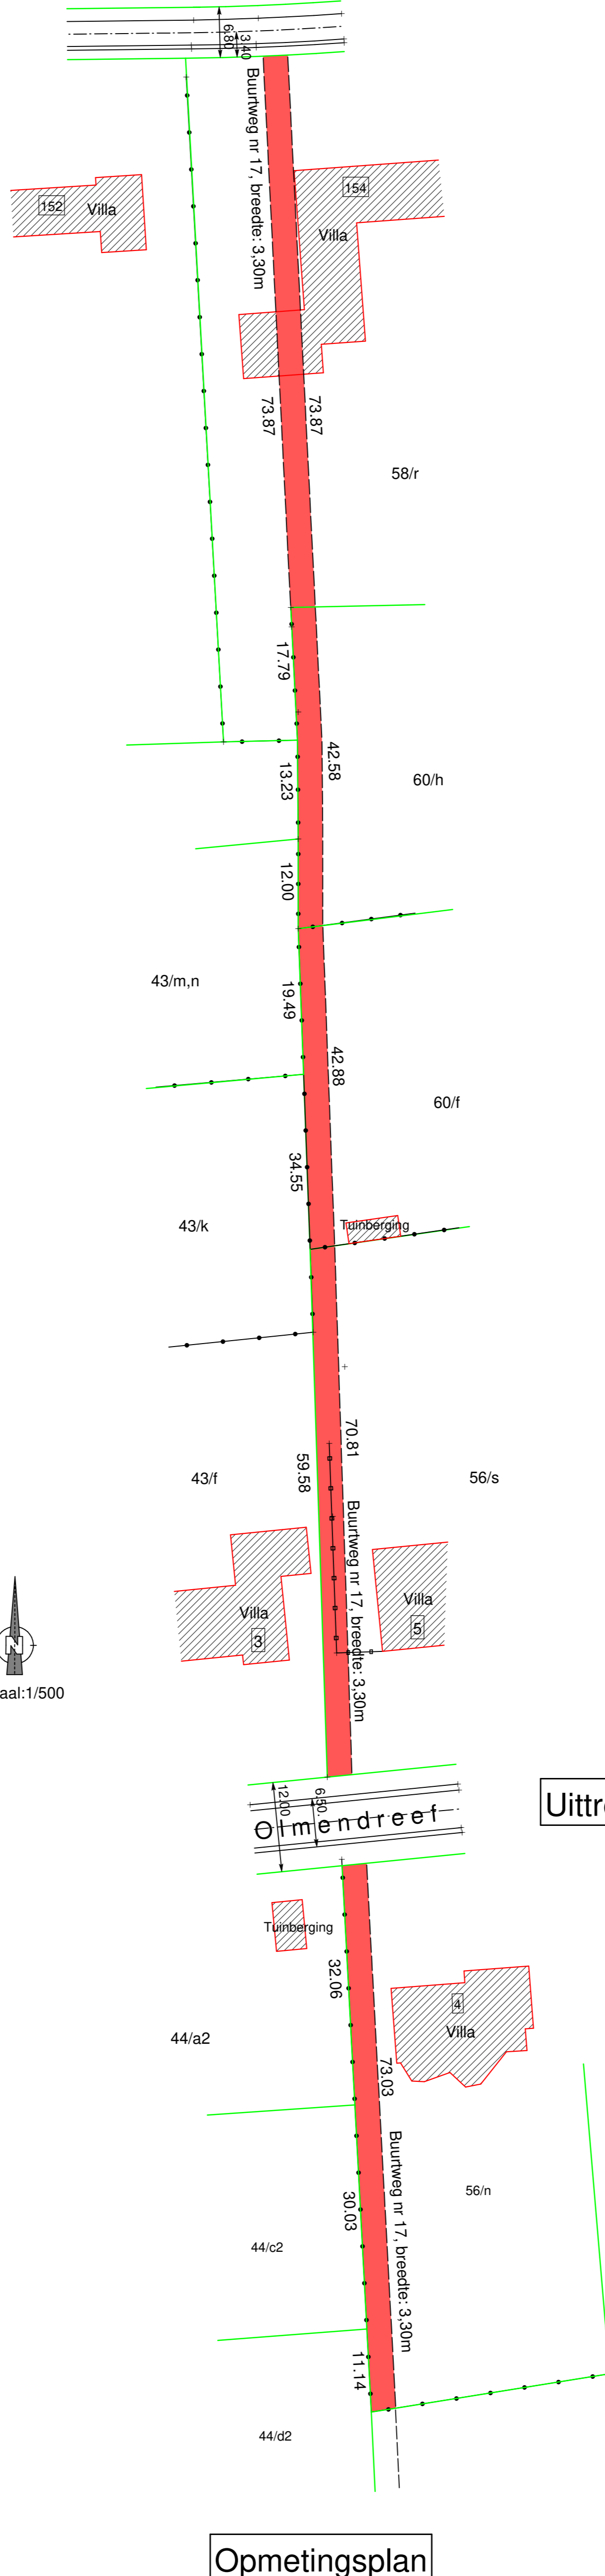 6.80
3.40
Buurtweg nr 17, breedte: 3,30m
152
Villa
154
Villa
73.87
73.87
58/r
17.79
42.58
13.23
60/h
12.00
43/m,n
19.49
42.88
60/f
34.55
43/k
Tuinberging
70.81
59.58
43/f
56/s
Buurtweg nr 17, breedte: 3,30m
Villa
3
Villa
5
N
aal:1/500
12.00
6.50
Olmendreef
Uittr
Tuinberging
32.06
4
Villa
44/a2
73.03
Buurtweg nr 17, breedte: 3,30m
56/n
30.03
44/c2
11.14
44/d2
Opmetingsplan